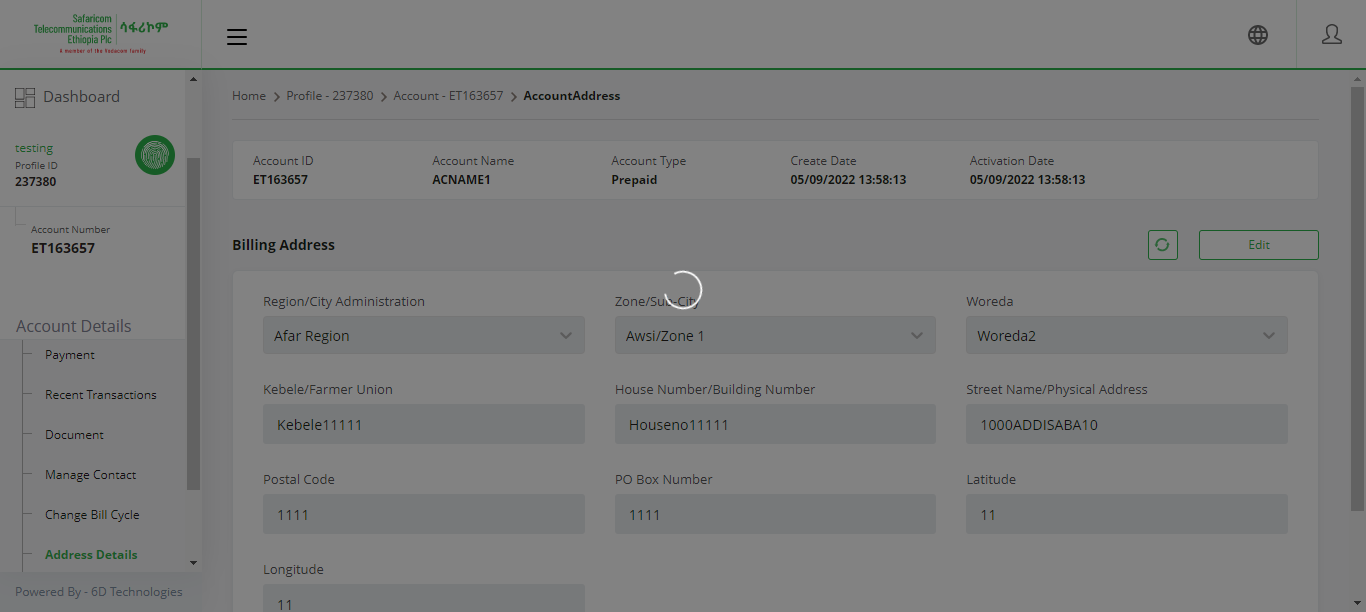 Safaricom
Telecommunications
Ethiopia Plc
ሳፋሪኮም
A member of the Vodacom family
Dashboard
testing
Profile ID
237380
Account Number
ET163657
Account Details
Payment
Recent Transactions
Document
Manage Contact
Change Bill Cycle
Address Details
Powered By - 6D Technologies
Home > Profile - 237380 > Account - ET163657 > AccountAddress
Account ID Account Name Account Type Create Date Activation Date
ET163657 ACNAME1 Prepaid 05/09/2022 13:58:13 05/09/2022 13:58:13
Billing Address
Edit
Region/City Administration Zone/Sub-City Woreda
Afar Region Awsi/Zone 1 Woreda2
Kebele/Farmer Union House Number/Building Number Street Name/Physical Address
Kebele11111 Houseno11111 1000ADDISABA10
Postal Code PO Box Number Latitude
1111 1111 11
Longitude
11